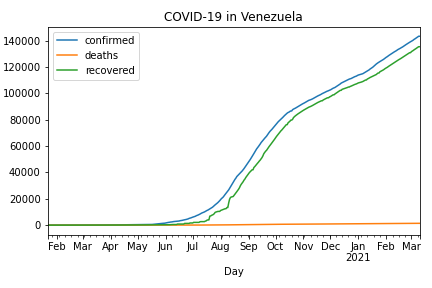 COVID-19 in Venezuela
confirmed
deaths
recovered
140000
120000
100000
80000
60000
40000
20000
0
Feb Mar Apr May Jun Jul Aug Sep Oct Nov Dec Jan Feb Mar
2021
Day